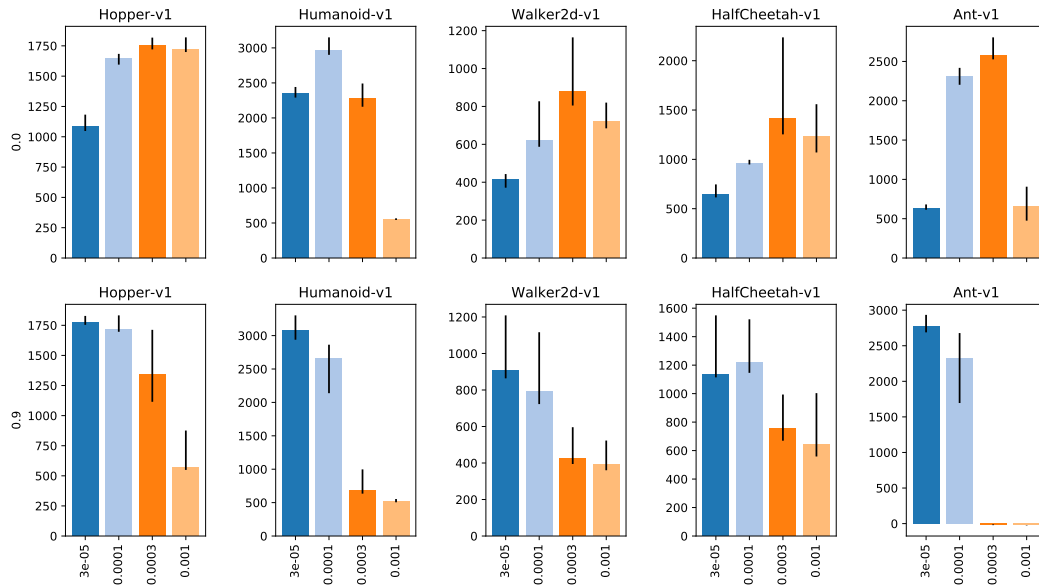 Hopper-v1 Humanoid-v1 Walker2d-v1 HalfCheetah-v1 Ant-v1
0.0
1750 1500 1250 1000 750 500 250 0
3000 2500 2000 1500 1000 500 0
1200 1000 800 600 400 200 0
2000 1500 1000 500 0
2500 2000 1500 1000 500 0
Hopper-v1 Humanoid-v1 Walker2d-v1 HalfCheetah-v1 Ant-v1
0.9
1750 1500 1250 1000 750 500 250 0
3000 2500 2000 1500 1000 500 0
1200 1000 800 600 400 200 0
1600 1400 1200 1000 800 600 400 200 0
3000 2500 2000 1500 1000 500 0
3e-05 0.0001 0.0003 0.001
3e-05 0.0001 0.0003 0.001
3e-05 0.0001 0.0003 0.001
3e-05 0.0001 0.0003 0.001
3e-05 0.0001 0.0003 0.001